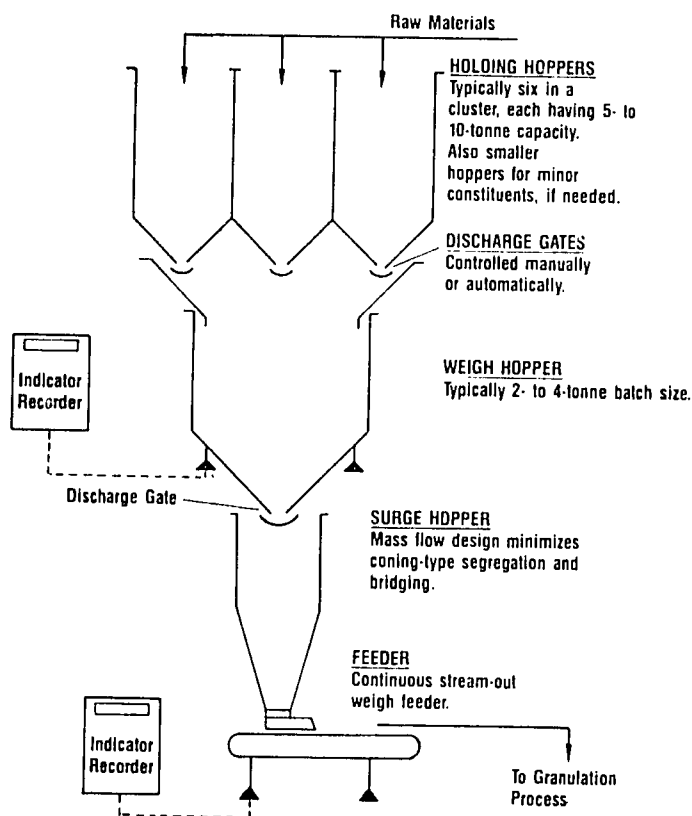 Raw Materials
HOLDING HOPPERS
Typically six in a
cluster, each having 5- to
10-tonne capacity.
Also smaller
hoppers for minor
constituents, if needed.
DISCHARGE GATES
Controlled manually
or automatically.
WEIGH HOPPER
Typically 2- to 4-tonne batch size.
Indicator
Recorder
Discharge Gate
SURGE HOPPER
Mass flow design minimizes
coning-type segregation and
bridging.
FEEDER
Continuous stream-out
weigh feeder.
Indicator
Recorder
To Granulation
Process